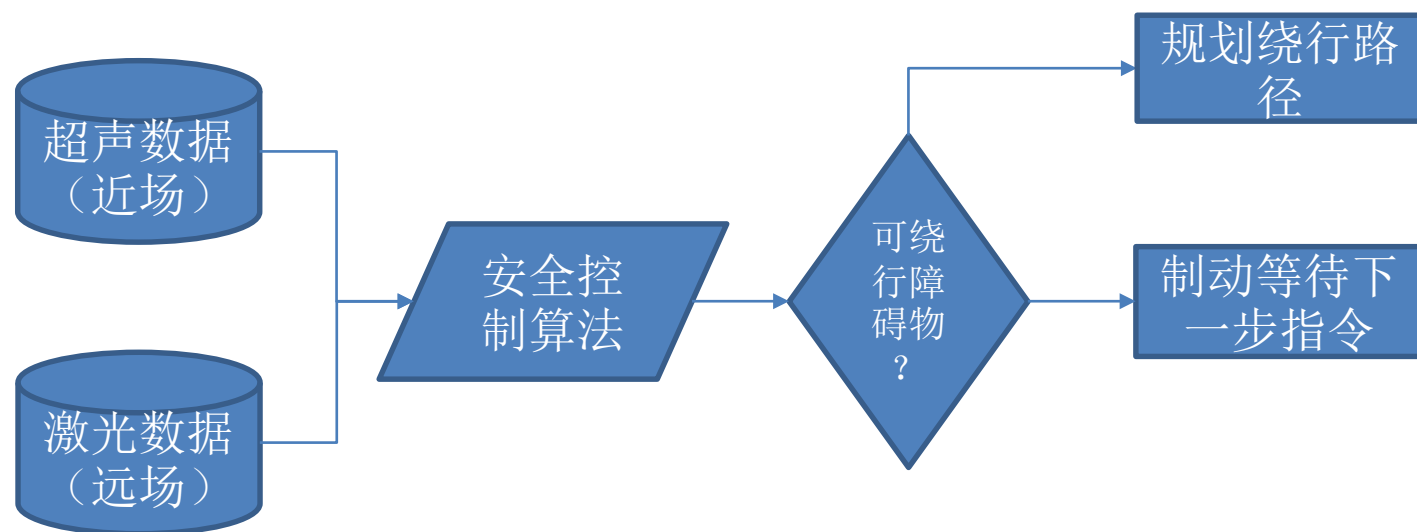 超声数据
（近场）
激光数据
（远场）
安全控
制算法
可绕
行障
碍物
？
规划绕行路
径
制动等待下
一步指令